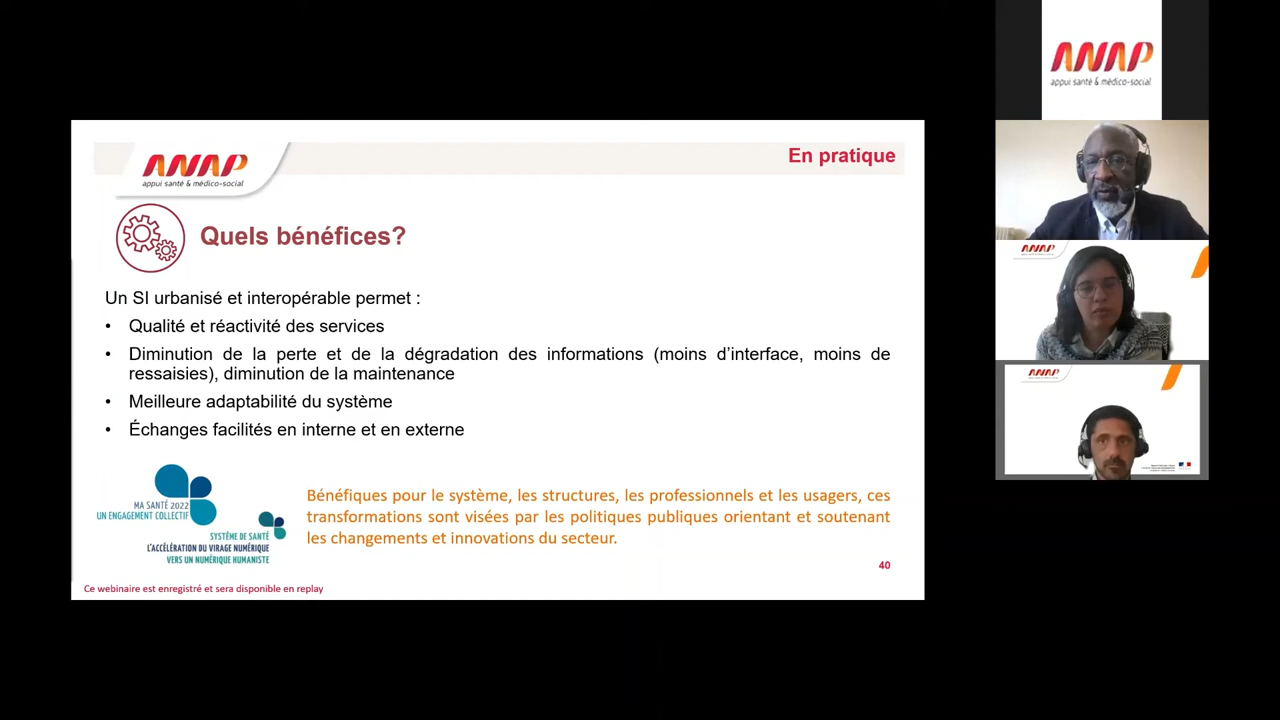 ANAP
appui santé & médico-social
En pratique
Quels bénéfices?
Un SI urbanisé et interopérable permet :
• Qualité et réactivité des services
• Diminution de la perte et de la dégradation des informations (moins d'interface, moins de
ressaisies), diminution de la maintenance
• Meilleure adaptabilité du système
• Échanges facilités en interne et en externe
MA SANTÉ 2022
UN ENGAGEMENT COLLECTIF
SYSTÈME DE SANTÉ
L'ACCÉLÉRATION DU VIRAGE NUMÉRIQUE
VERS UN NUMÉRIQUE HUMANISTE
Bénéfiques pour le système, les structures, les professionnels et les usagers, ces
transformations sont visées par les politiques publiques orientant et soutenant
les changements et innovations du secteur.
40
Ce webinaire est enregistré et sera disponible en replay
ANAP
appui santé & médico-social
ANAP
ANAP